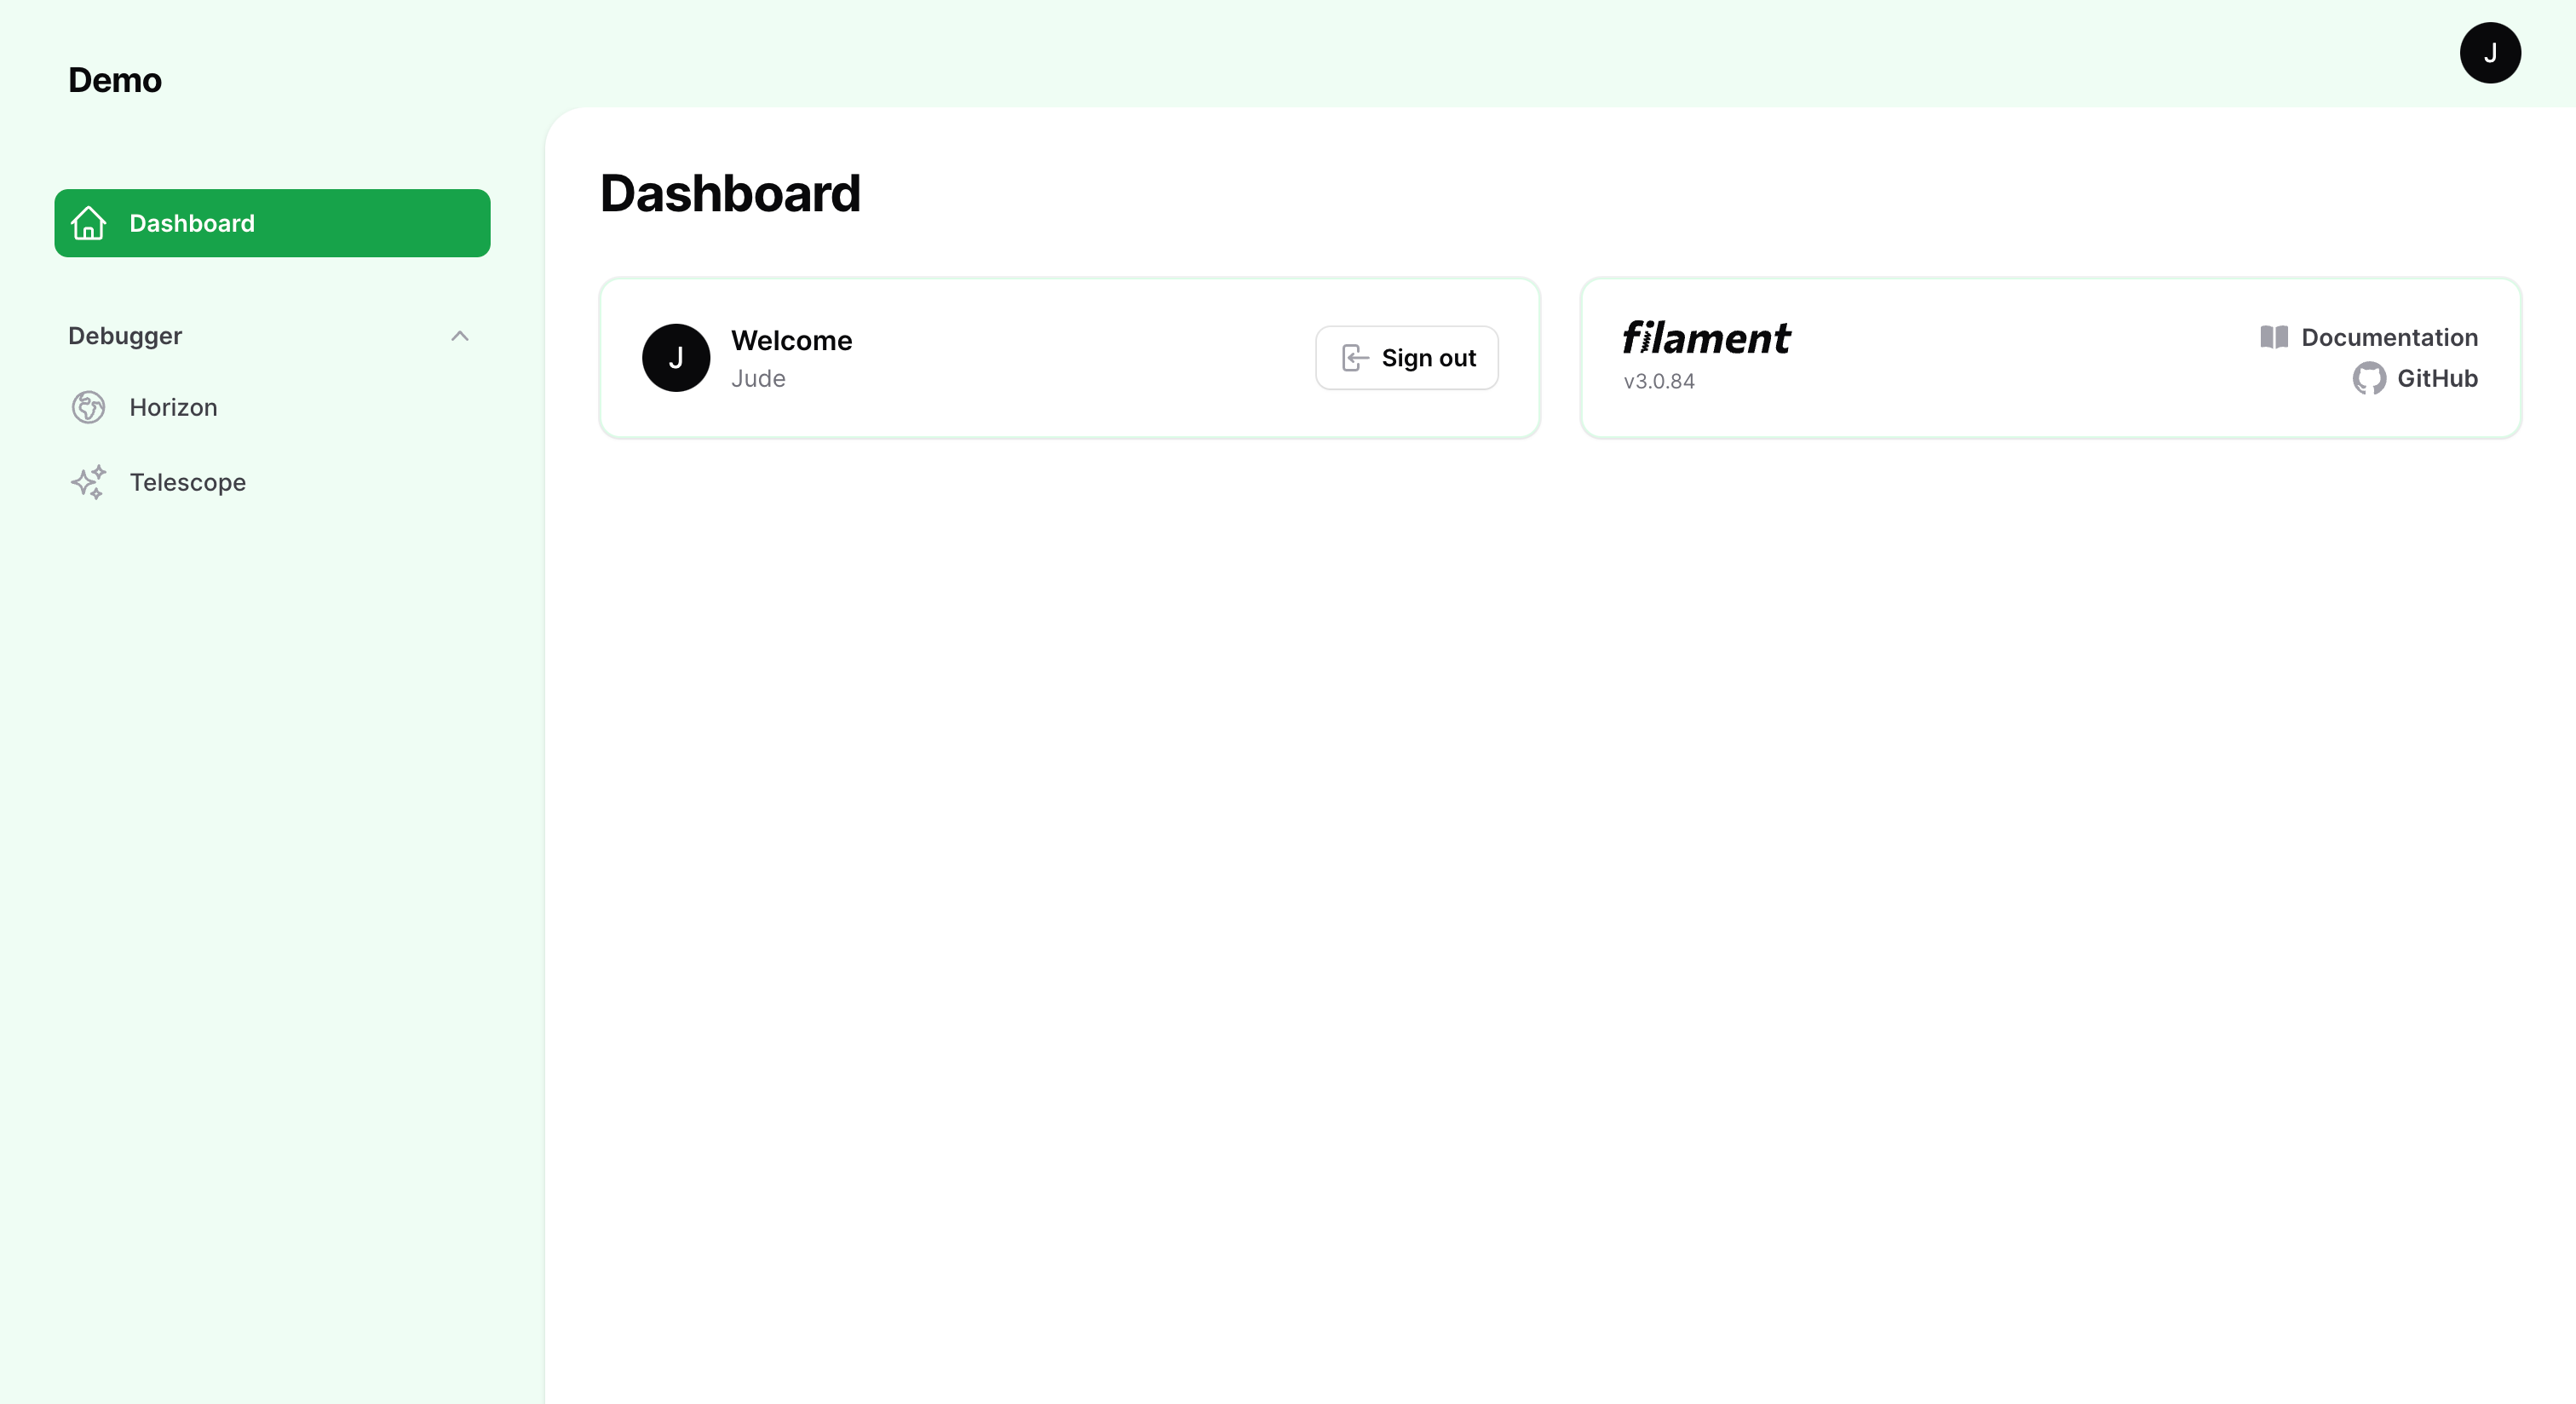 Demo
J
Dashboard
Debugger
Horizon
Telescope
Dashboard
J
Welcome
Jude
Sign out
filament
v3.0.84
Documentation
GitHub